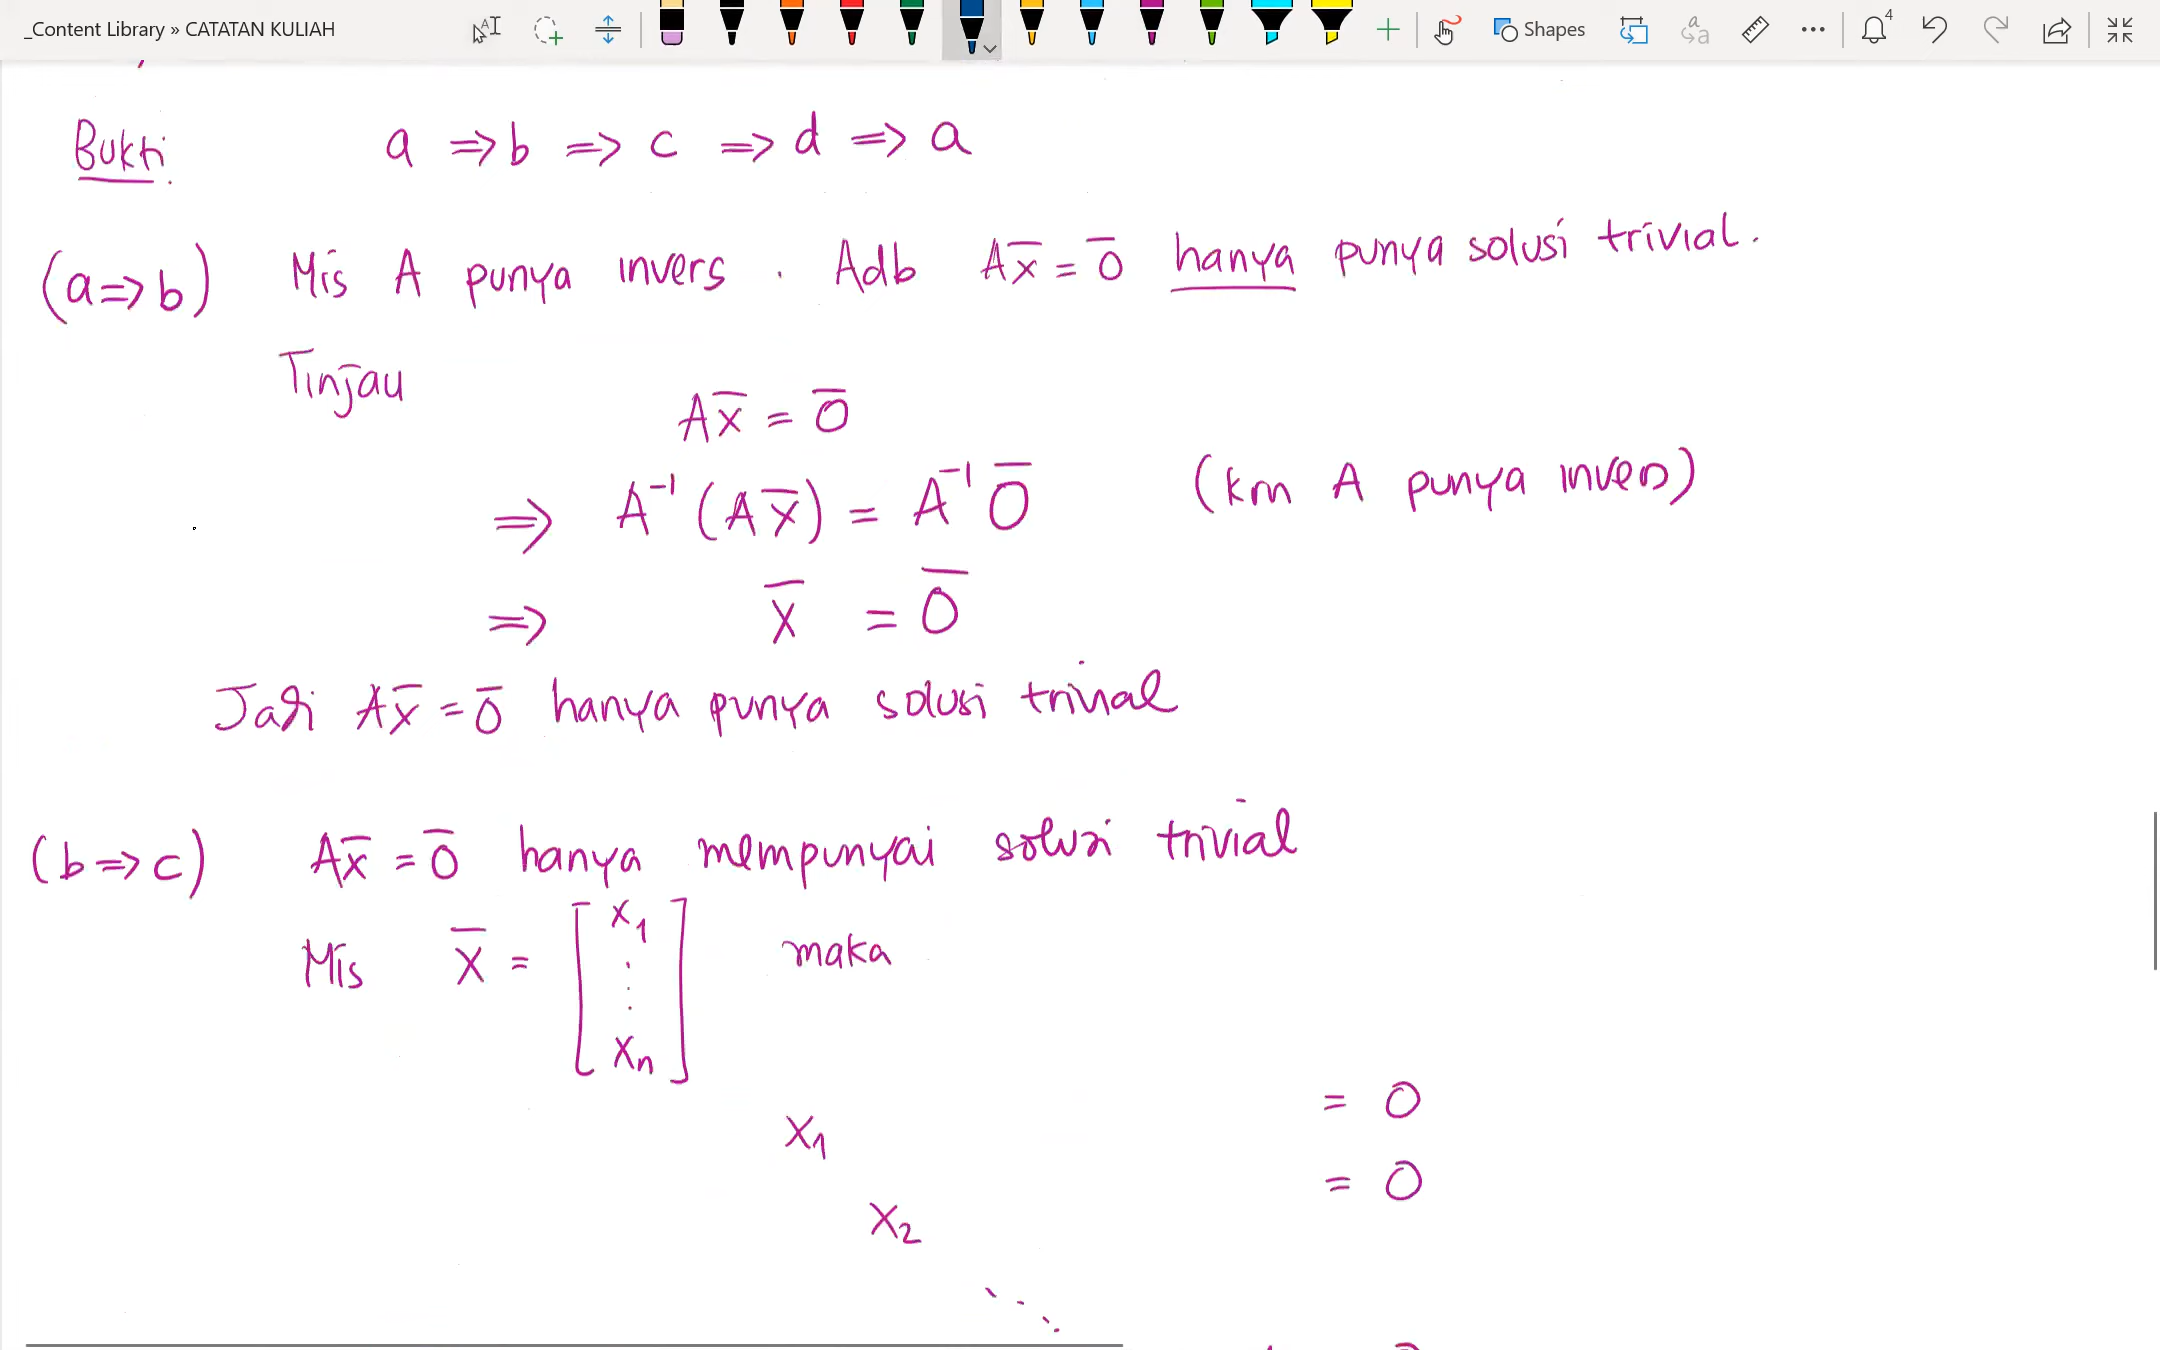 _Content Library » CATATAN KULIAH
Shapes
4
Bukti. a => b => c => d => a
(a=>b) Mis A punya invers. Adb Ax̅ = 0̅ hanya punya solusi trivial.
Tinjau
Ax̅ = 0̅
=> A⁻¹(Ax̅) = A⁻¹0̅ (krn A punya invers)
=> x̅ = 0̅
Jadi Ax̅ = 0̅ hanya punya solusi trivial
(b=>c) Ax̅ = 0̅ hanya mempunyai solusi trivial
Mis x̅ = [x₁ ⋮ xₙ] maka
x₁ = 0
x₂ = 0
⋱